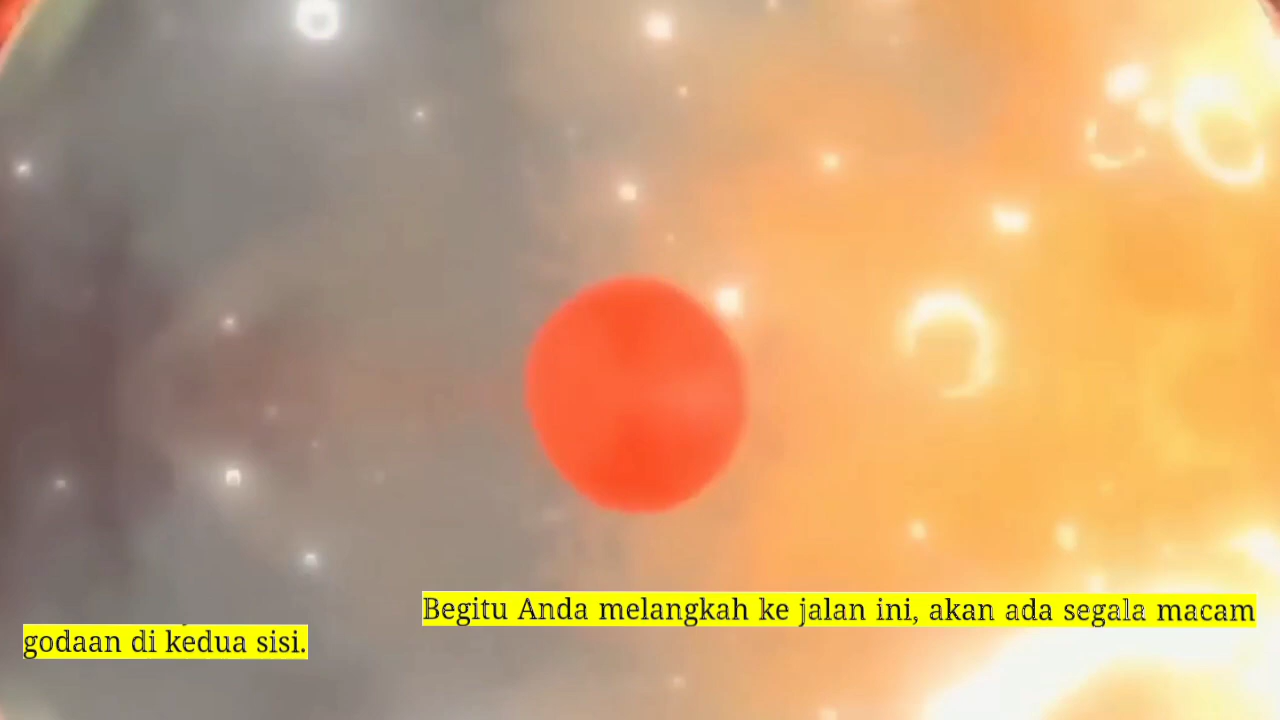 Begitu Anda melangkah ke jalan ini, akan ada segala macam
godaan di kedua sisi.